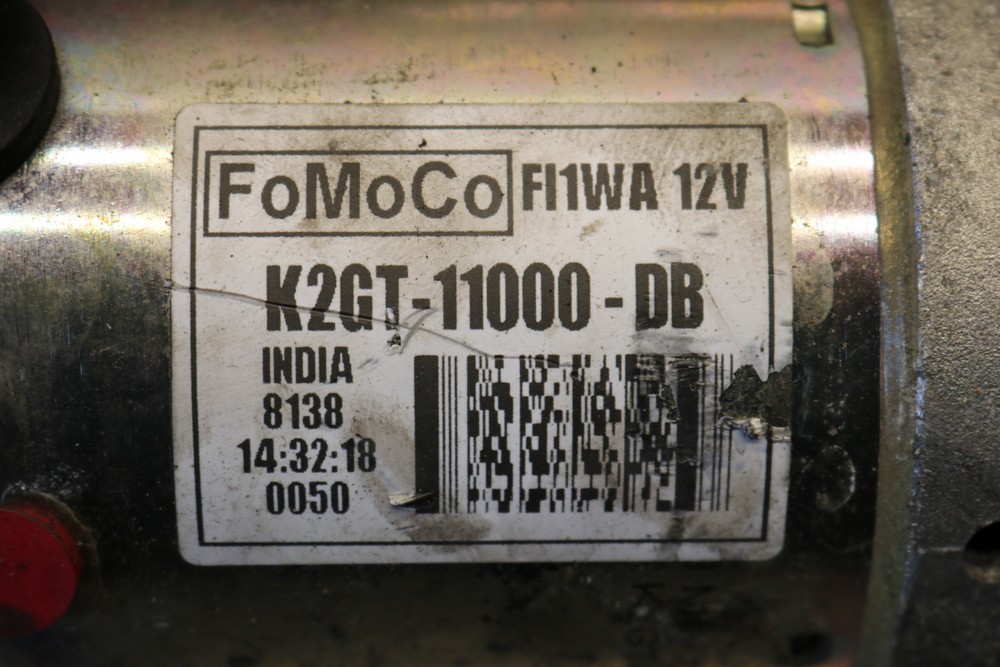 FoMoCo FI1WA 12V
K2GT-11000-DB
INDIA
8138
14:32:18
0050